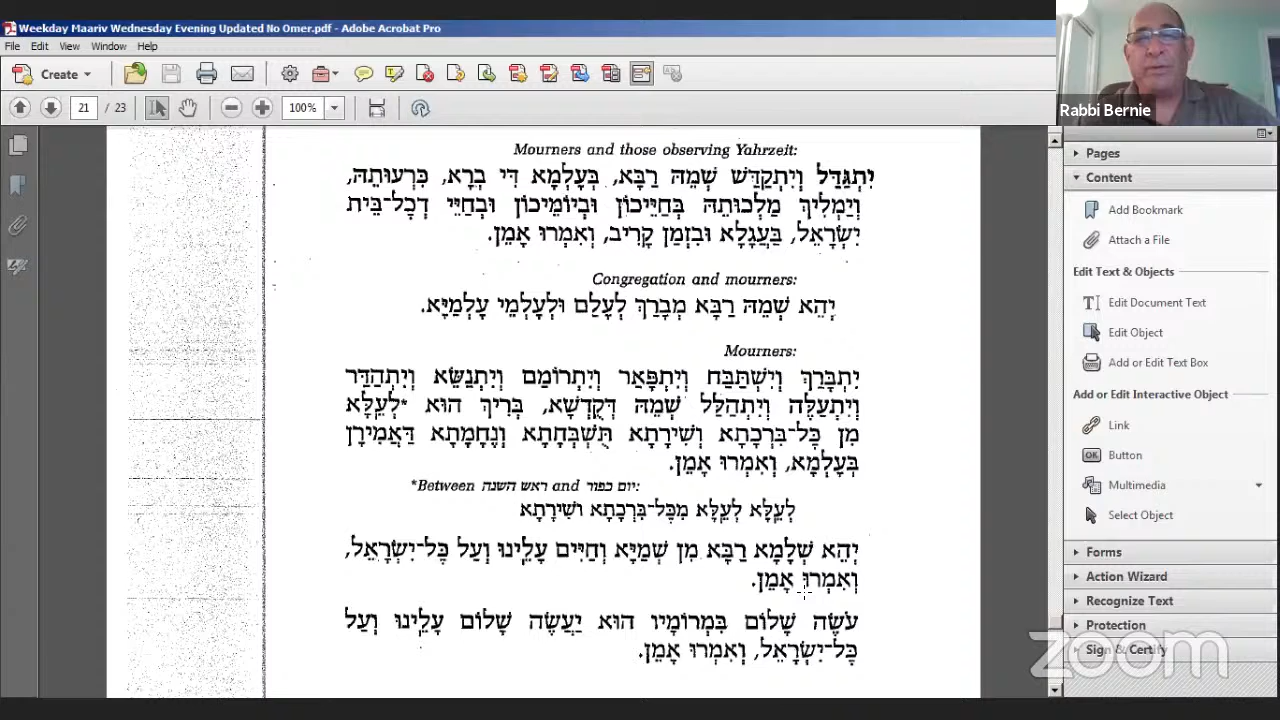 Weekday Maariv Wednesday Evening Updated No Omer.pdf - Adobe Acrobat Pro
File Edit View Window Help
Create
21 / 23 100%
Rabbi Bernie
Mourners and those observing Yahrzeit:
יִתְגַּדַּל וְיִתְקַדַּשׁ שְׁמֵהּ רַבָּא, בְּעָלְמָא דִּי בְרָא, כִּרְעוּתֵהּ,
וְיַמְלִיךְ מַלְכוּתֵהּ בְּחַיֵּיכוֹן וּבְיוֹמֵיכוֹן וּבְחַיֵּי דְכָל־בֵּית
יִשְׂרָאֵל, בַּעֲגָלָא וּבִזְמַן קָרִיב, וְאִמְרוּ אָמֵן.
Congregation and mourners:
יְהֵא שְׁמֵהּ רַבָּא מְבָרַךְ לְעָלַם וּלְעָלְמֵי עָלְמַיָּא.
Mourners:
יִתְבָּרַךְ וְיִשְׁתַּבַּח וְיִתְפָּאַר וְיִתְרוֹמַם וְיִתְנַשֵּׂא וְיִתְהַדַּר
וְיִתְעַלֶּה וְיִתְהַלַּל שְׁמֵהּ דְּקֻדְשָׁא, בְּרִיךְ הוּא *לְעֵלָּא
מִן כָּל־בִּרְכָתָא וְשִׁירָתָא תֻּשְׁבְּחָתָא וְנֶחֱמָתָא דַּאֲמִירָן
בְּעָלְמָא, וְאִמְרוּ אָמֵן.
*Between ראש השנה and יום כפור:
לְעֵלָּא לְעֵלָּא מִכָּל־בִּרְכָתָא וְשִׁירָתָא
יְהֵא שְׁלָמָא רַבָּא מִן שְׁמַיָּא וְחַיִּים עָלֵינוּ וְעַל כָּל־יִשְׂרָאֵל,
וְאִמְרוּ אָמֵן.
עֹשֶׂה שָׁלוֹם בִּמְרוֹמָיו הוּא יַעֲשֶׂה שָׁלוֹם עָלֵינוּ וְעַל
כָּל־יִשְׂרָאֵל, וְאִמְרוּ אָמֵן.
Pages
Content
Add Bookmark
Attach a File
Edit Text & Objects
Edit Document Text
Edit Object
Add or Edit Text Box
Add or Edit Interactive Object
Link
OK Button
Multimedia
Select Object
Forms
Action Wizard
Recognize Text
Protection
Sign & Certify
zoom